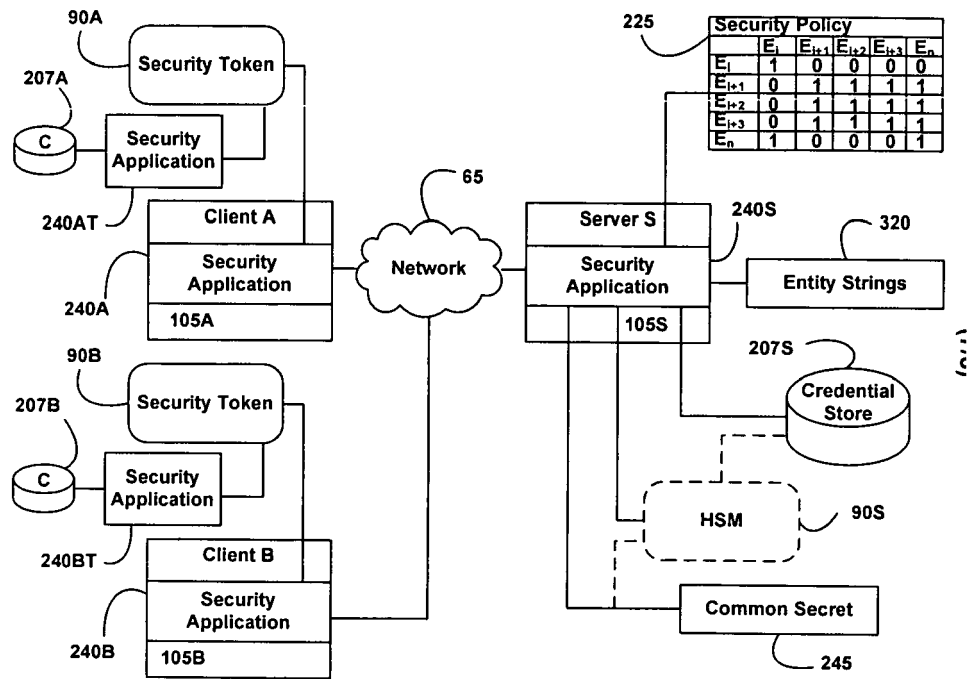 90A
Security Token
207A
C
Security
Application
240AT
Client A
Security
Application
240A
105A
90B
Security Token
207B
C
Security
Application
240BT
Client B
Security
Application
240B
105B
65
Network
225
Security Policy
Ei Ei+1 Ei+2 Ei+3 En
Ei 1 0 0 0 0
Ei+1 0 1 1 1 1
Ei+2 0 1 1 1 1
Ei+3 0 1 1 1 1
En 1 0 0 0 1
Server S
240S
Security
Application
105S
320
Entity Strings
207S
Credential
Store
HSM
90S
Common Secret
245